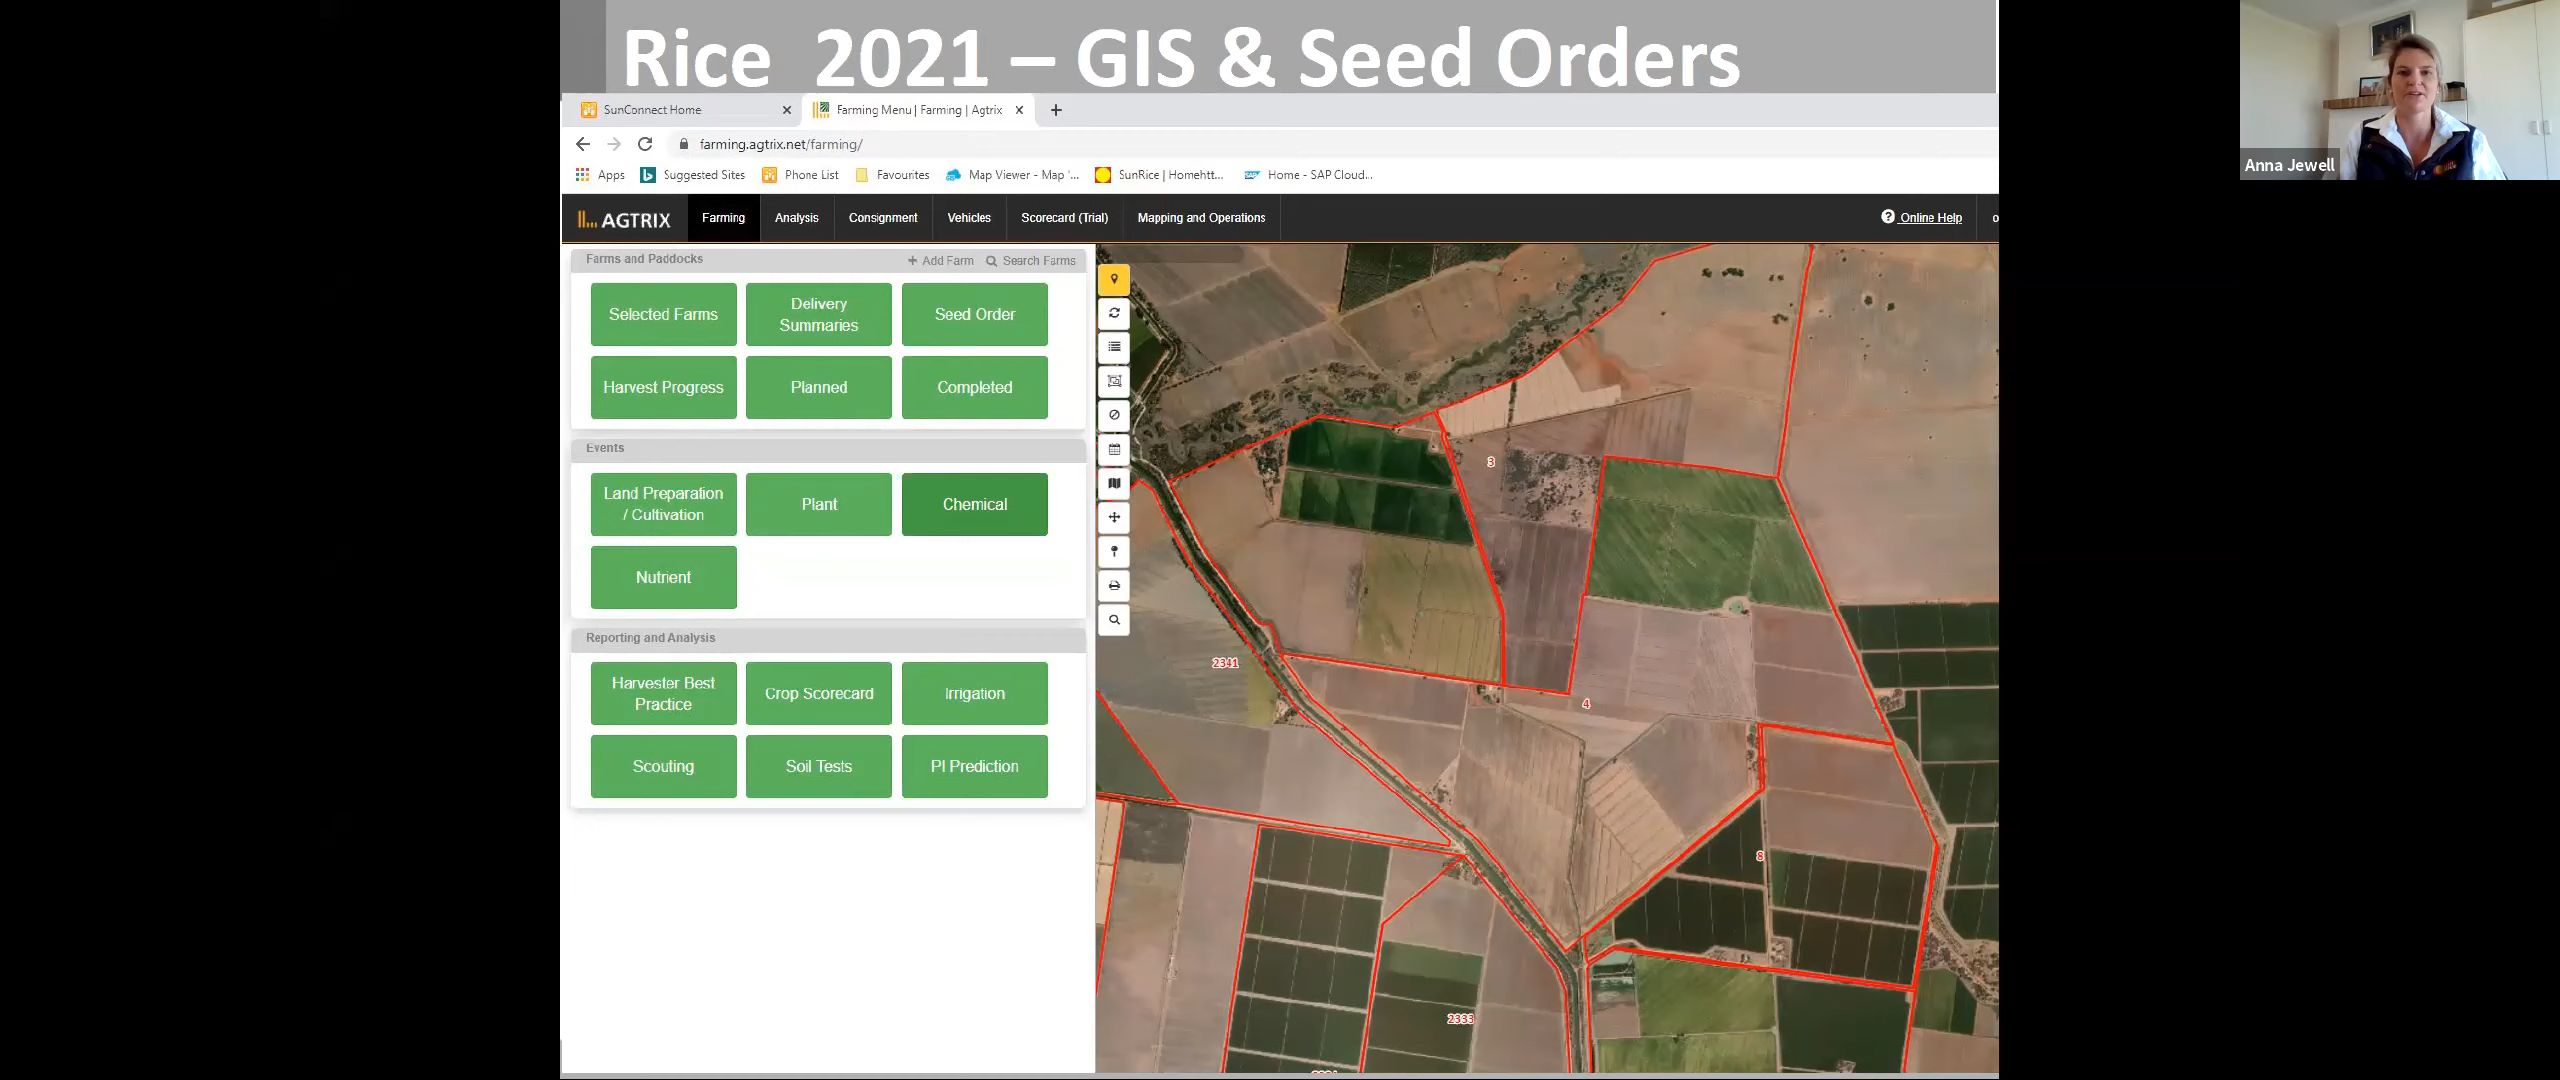 Rice 2021 – GIS & Seed Orders
SunConnect Home
Farming Menu | Farming | Agtrix
farming.agtrix.net/farming/
Apps
Suggested Sites
Phone List
Favourites
Map Viewer - Map '...
SunRice | Homehtt...
Home - SAP Cloud...
AGTRIX
Farming
Analysis
Consignment
Vehicles
Scorecard (Trial)
Mapping and Operations
Online Help
Anna Jewell
Farms and Paddocks
Add Farm
Search Farms
Selected Farms
Delivery
Summaries
Seed Order
Harvest Progress
Planned
Completed
Events
Land Preparation
/ Cultivation
Plant
Chemical
Nutrient
Reporting and Analysis
Harvester Best
Practice
Crop Scorecard
Irrigation
Scouting
Soil Tests
PI Prediction
3
2341
4
8
2333